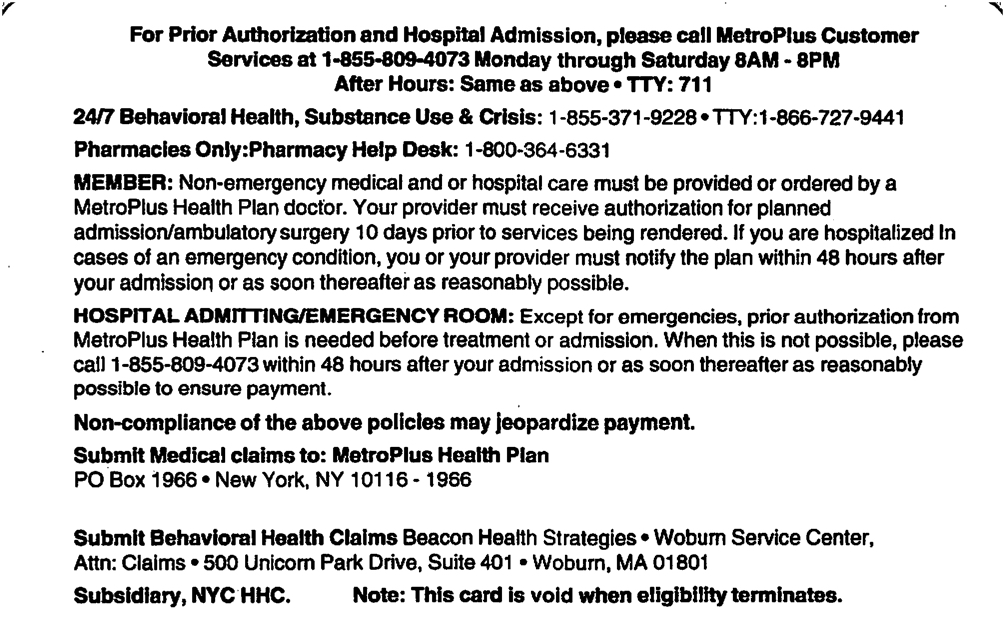 For Prior Authorization and Hospital Admission, please call MetroPlus Customer
Services at 1-855-809-4073 Monday through Saturday 8AM - 8PM
After Hours: Same as above • TTY: 711
24/7 Behavioral Health, Substance Use & Crisis: 1-855-371-9228 • TTY:1-866-727-9441
Pharmacies Only:Pharmacy Help Desk: 1-800-364-6331
MEMBER: Non-emergency medical and or hospital care must be provided or ordered by a
MetroPlus Health Plan doctor. Your provider must receive authorization for planned
admission/ambulatory surgery 10 days prior to services being rendered. If you are hospitalized In
cases of an emergency condition, you or your provider must notify the plan within 48 hours after
your admission or as soon thereafter as reasonably possible.
HOSPITAL ADMITTING/EMERGENCY ROOM: Except for emergencies, prior authorization from
MetroPlus Health Plan is needed before treatment or admission. When this is not possible, please
call 1-855-809-4073 within 48 hours after your admission or as soon thereafter as reasonably
possible to ensure payment.
Non-compliance of the above policies may jeopardize payment.
Submit Medical claims to: MetroPlus Health Plan
PO Box 1966 • New York, NY 10116 - 1966
Submit Behavioral Health Claims Beacon Health Strategies • Woburn Service Center,
Attn: Claims • 500 Unicorn Park Drive, Suite 401 • Woburn, MA 01801
Subsidiary, NYC HHC. Note: This card is void when eligibility terminates.